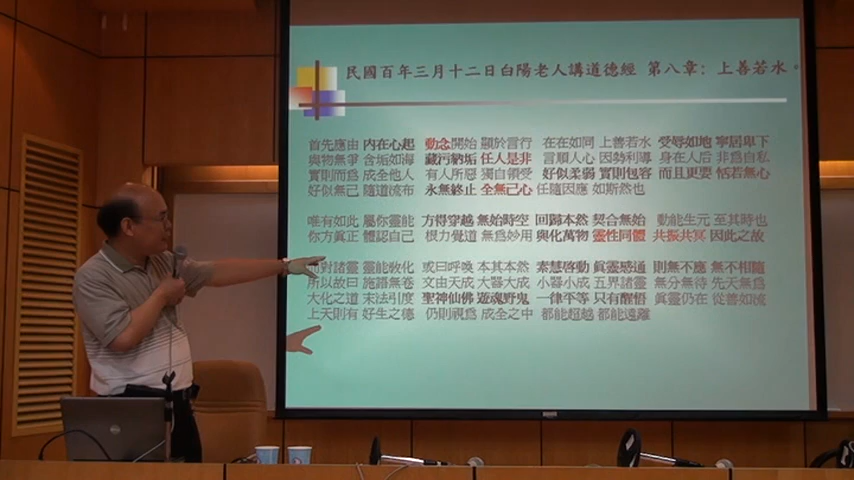 民國百年三月十二日白陽老人講道德經 第八章：上善若水。
首先應由 內在心起 動念開始 顯於言行 在在如同 上善若水 受辱如地 寧居卑下
與物無爭 含垢如海 藏污納垢 任人是非 言順人心 因勢利導 身在人后 非為自私
實則而為 成全他人 有人所惡 獨自領受 好似柔弱 實則包容 而且更要 恬若無心
好似無己 隨道流布 永無終止 全無己心 任隨因應 如斯然也
唯有如此 屬你靈能 方得穿越 無始時空 回歸本然 契合無始 動能生元 至其時也
你方真正 體認自己 根力覺道 無為妙用 與化萬物 靈性同體 共振共冥 因此之故
面對諸靈 靈能敎化 或曰呼喚 本其本然 素慧啓動 眞靈感通 則無不應 無不相隨
所以故曰 施諸無卷 文由天成 大器大成 小器小成 五界諸靈 無分無待 先天無為
大化之道 末法引度 聖神仙佛 遊魂野鬼 一律平等 只有醒悟 眞靈仍在 從善如流
上天則有 好生之德 仍則視為 成全之中 都能超越 都能遠離